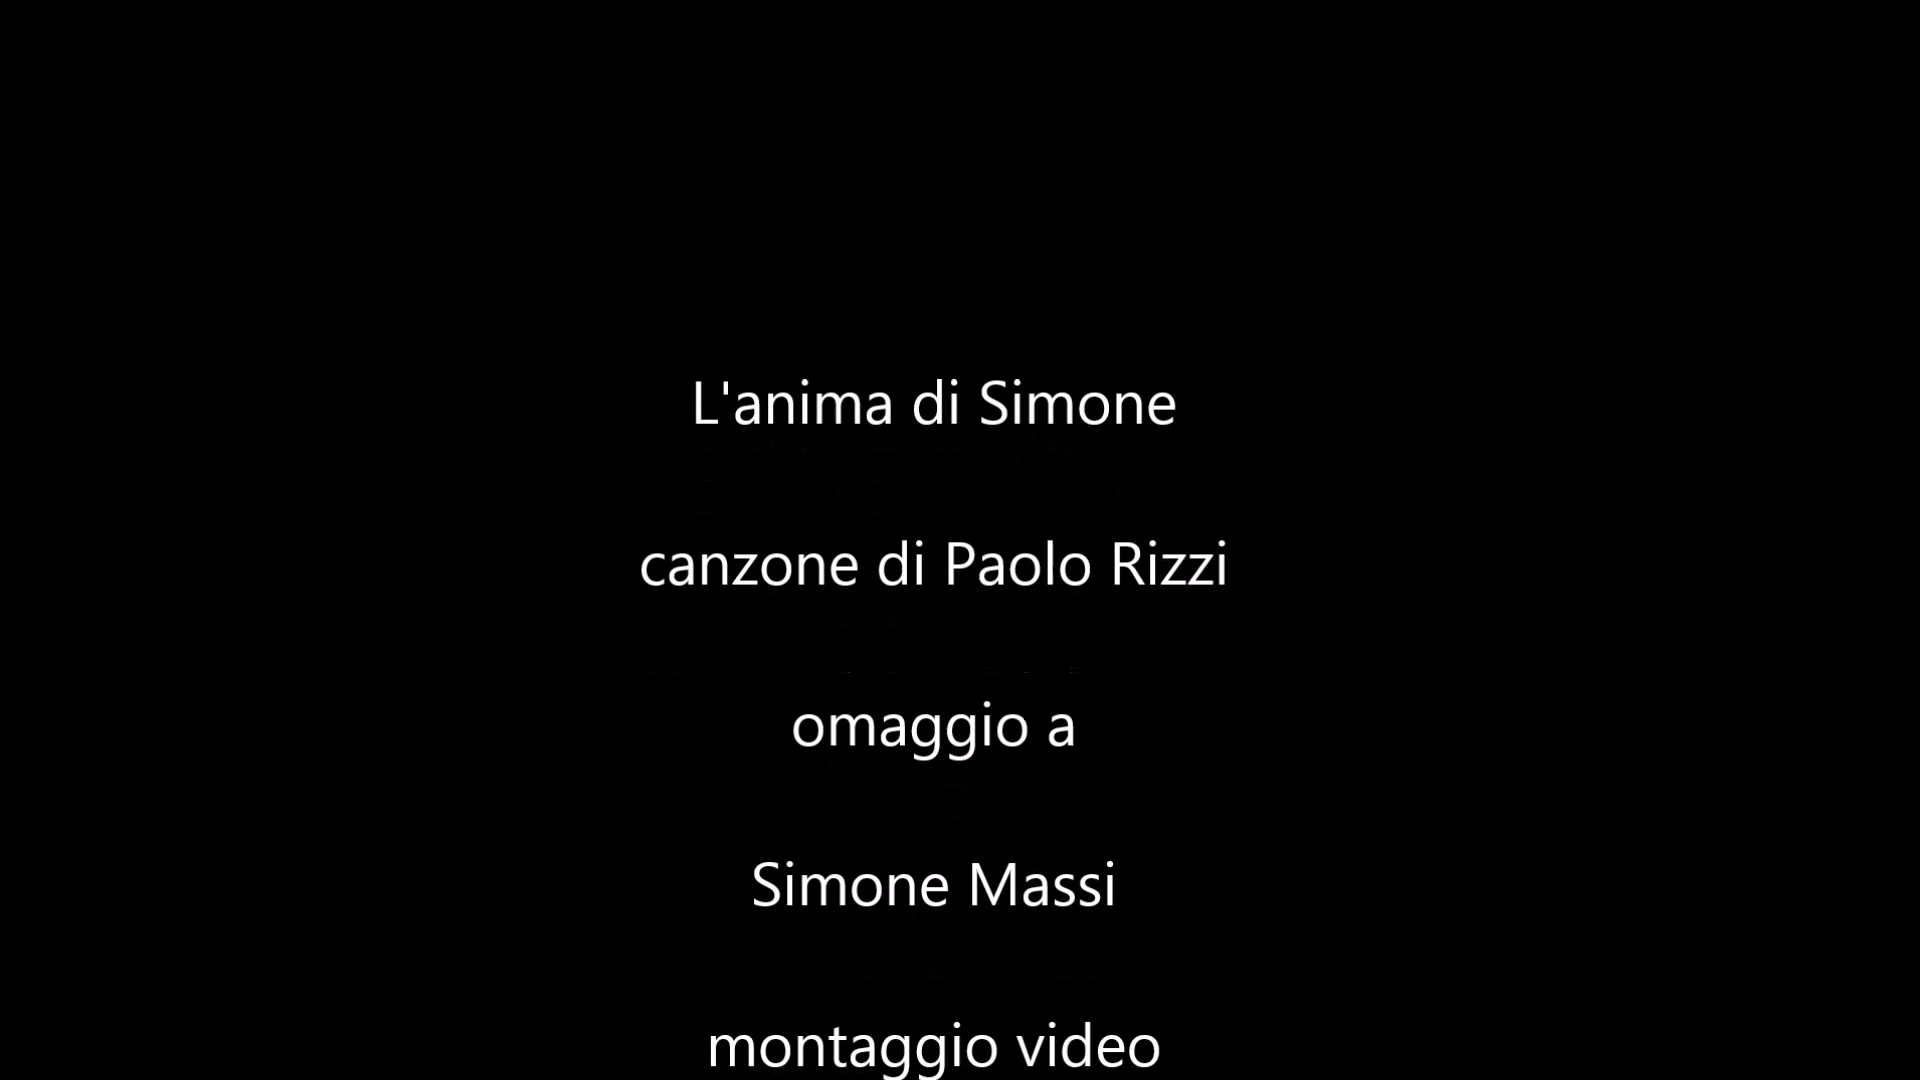 L'anima di Simone
canzone di Paolo Rizzi
omaggio a
Simone Massi
montaggio video